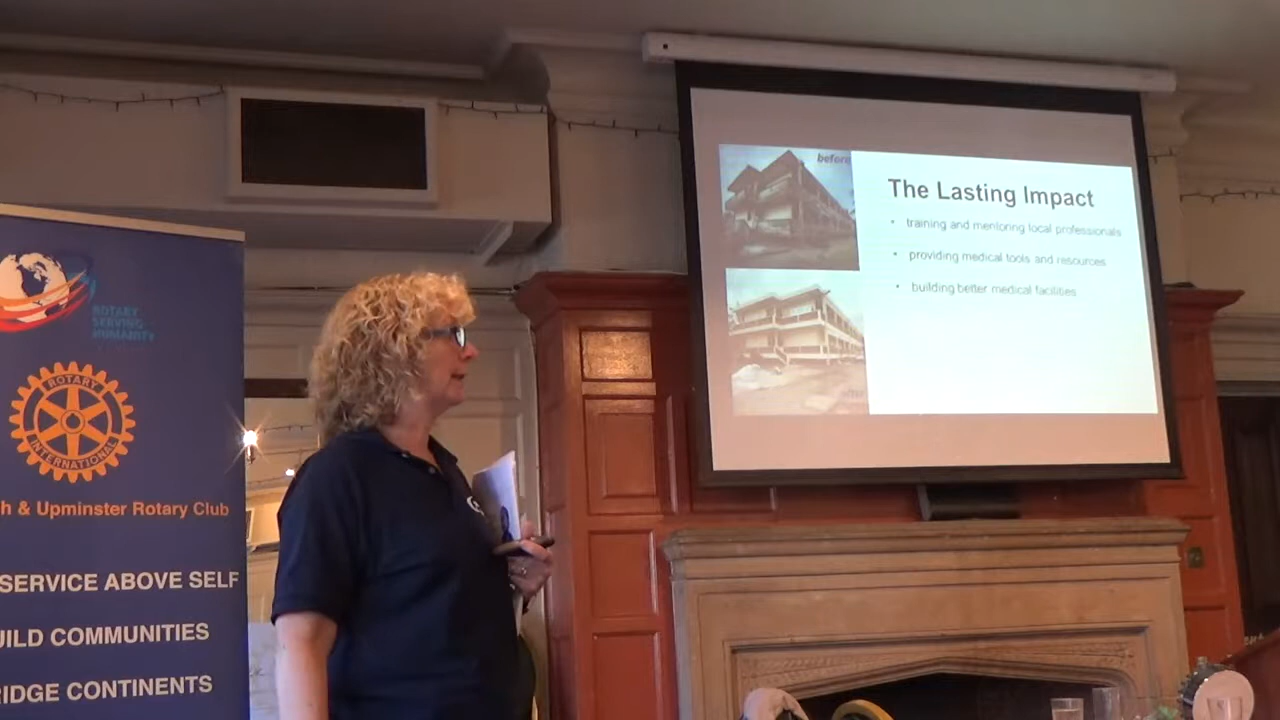 ROTARY
SERVING
HUMANITY
ROTARY
INTERNATIONAL
h & Upminster Rotary Club
SERVICE ABOVE SELF
UILD COMMUNITIES
RIDGE CONTINENTS
before
after
The Lasting Impact
• training and mentoring local professionals
• providing medical tools and resources
• building better medical facilities